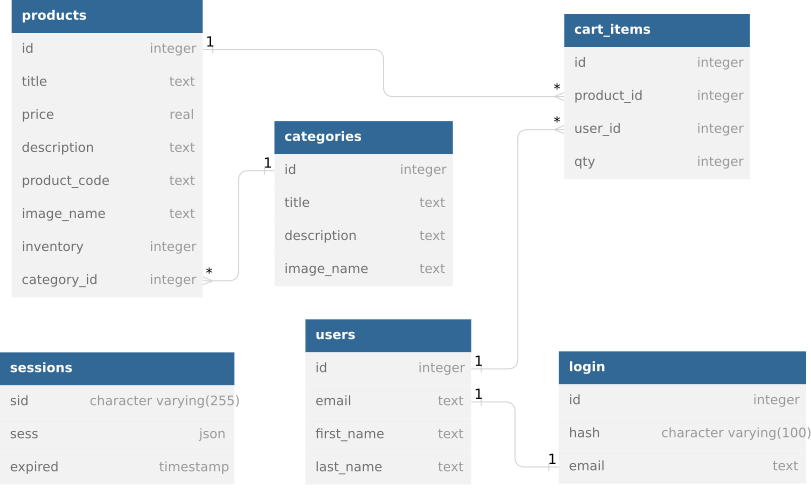 products
id integer
title text
price real
description text
product_code text
image_name text
inventory integer
category_id integer
1
*
categories
id integer
title text
description text
image_name text
1
cart_items
id integer
product_id integer
user_id integer
qty integer
*
*
sessions
sid character varying(255)
sess json
expired timestamp
users
id integer
email text
first_name text
last_name text
1
1
login
id integer
hash character varying(100)
email text
1